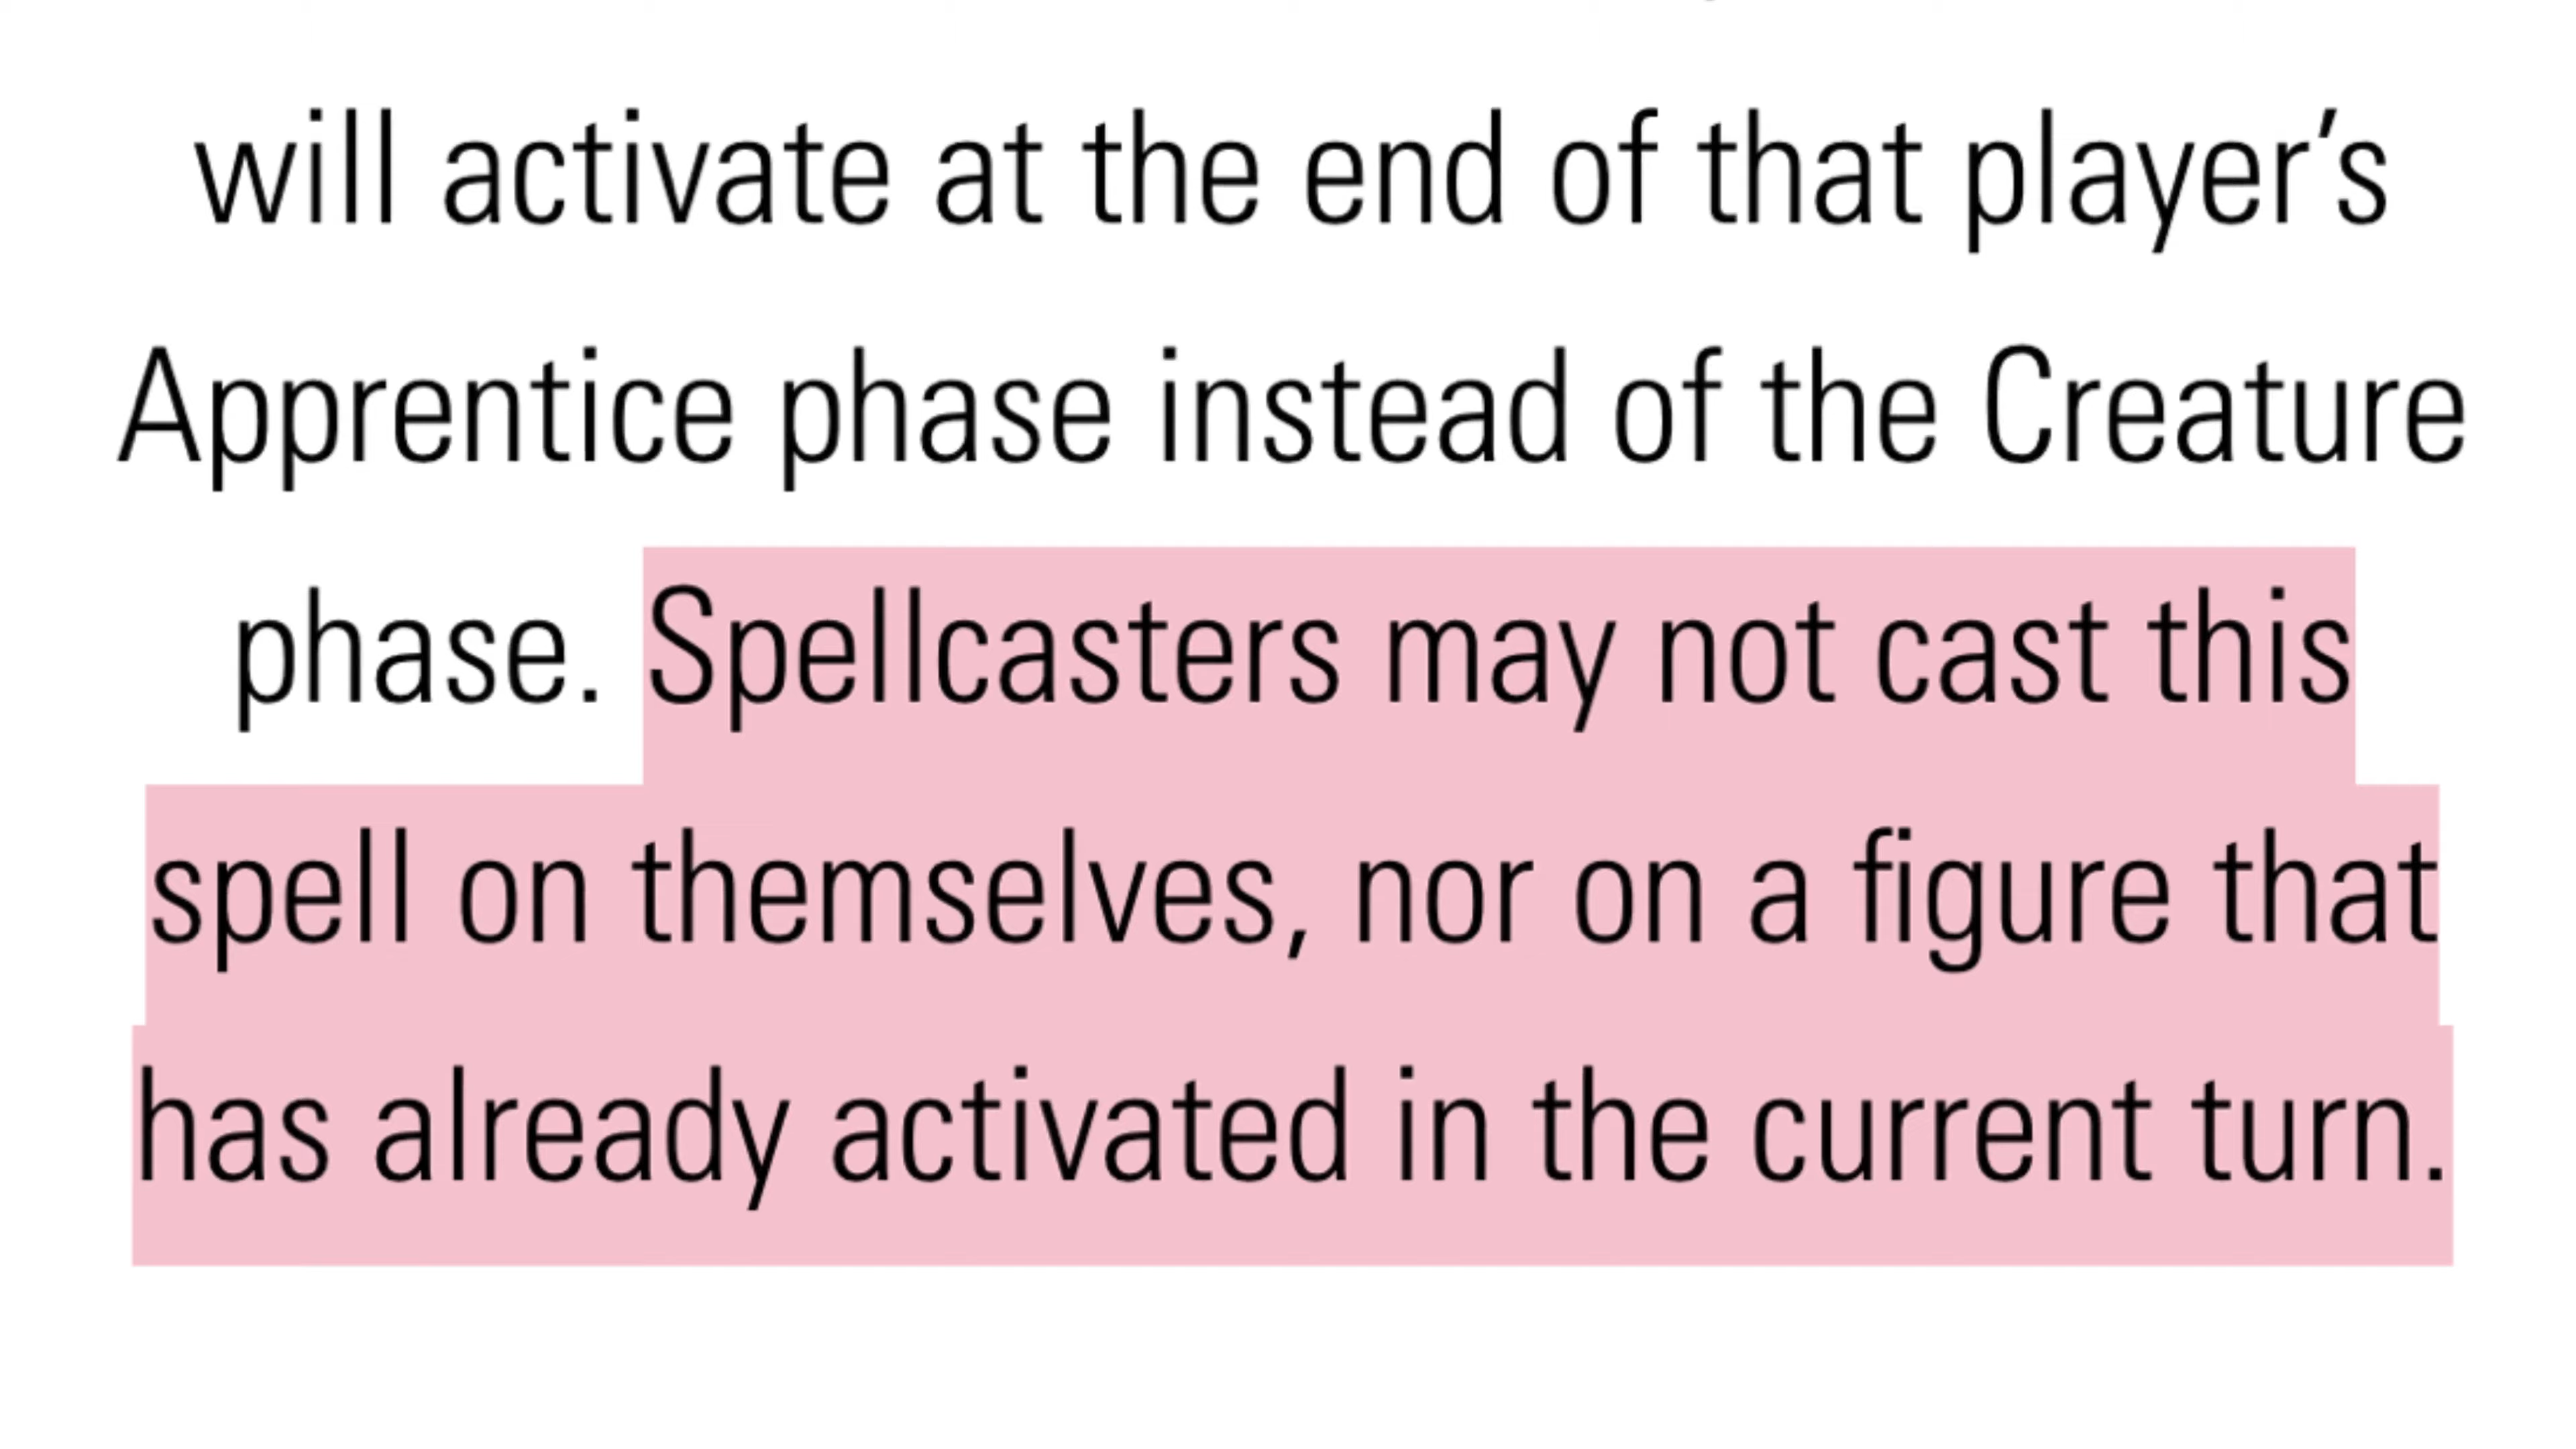 will activate at the end of that player’s
Apprentice phase instead of the Creature
phase. Spellcasters may not cast this
spell on themselves, nor on a figure that
has already activated in the current turn.